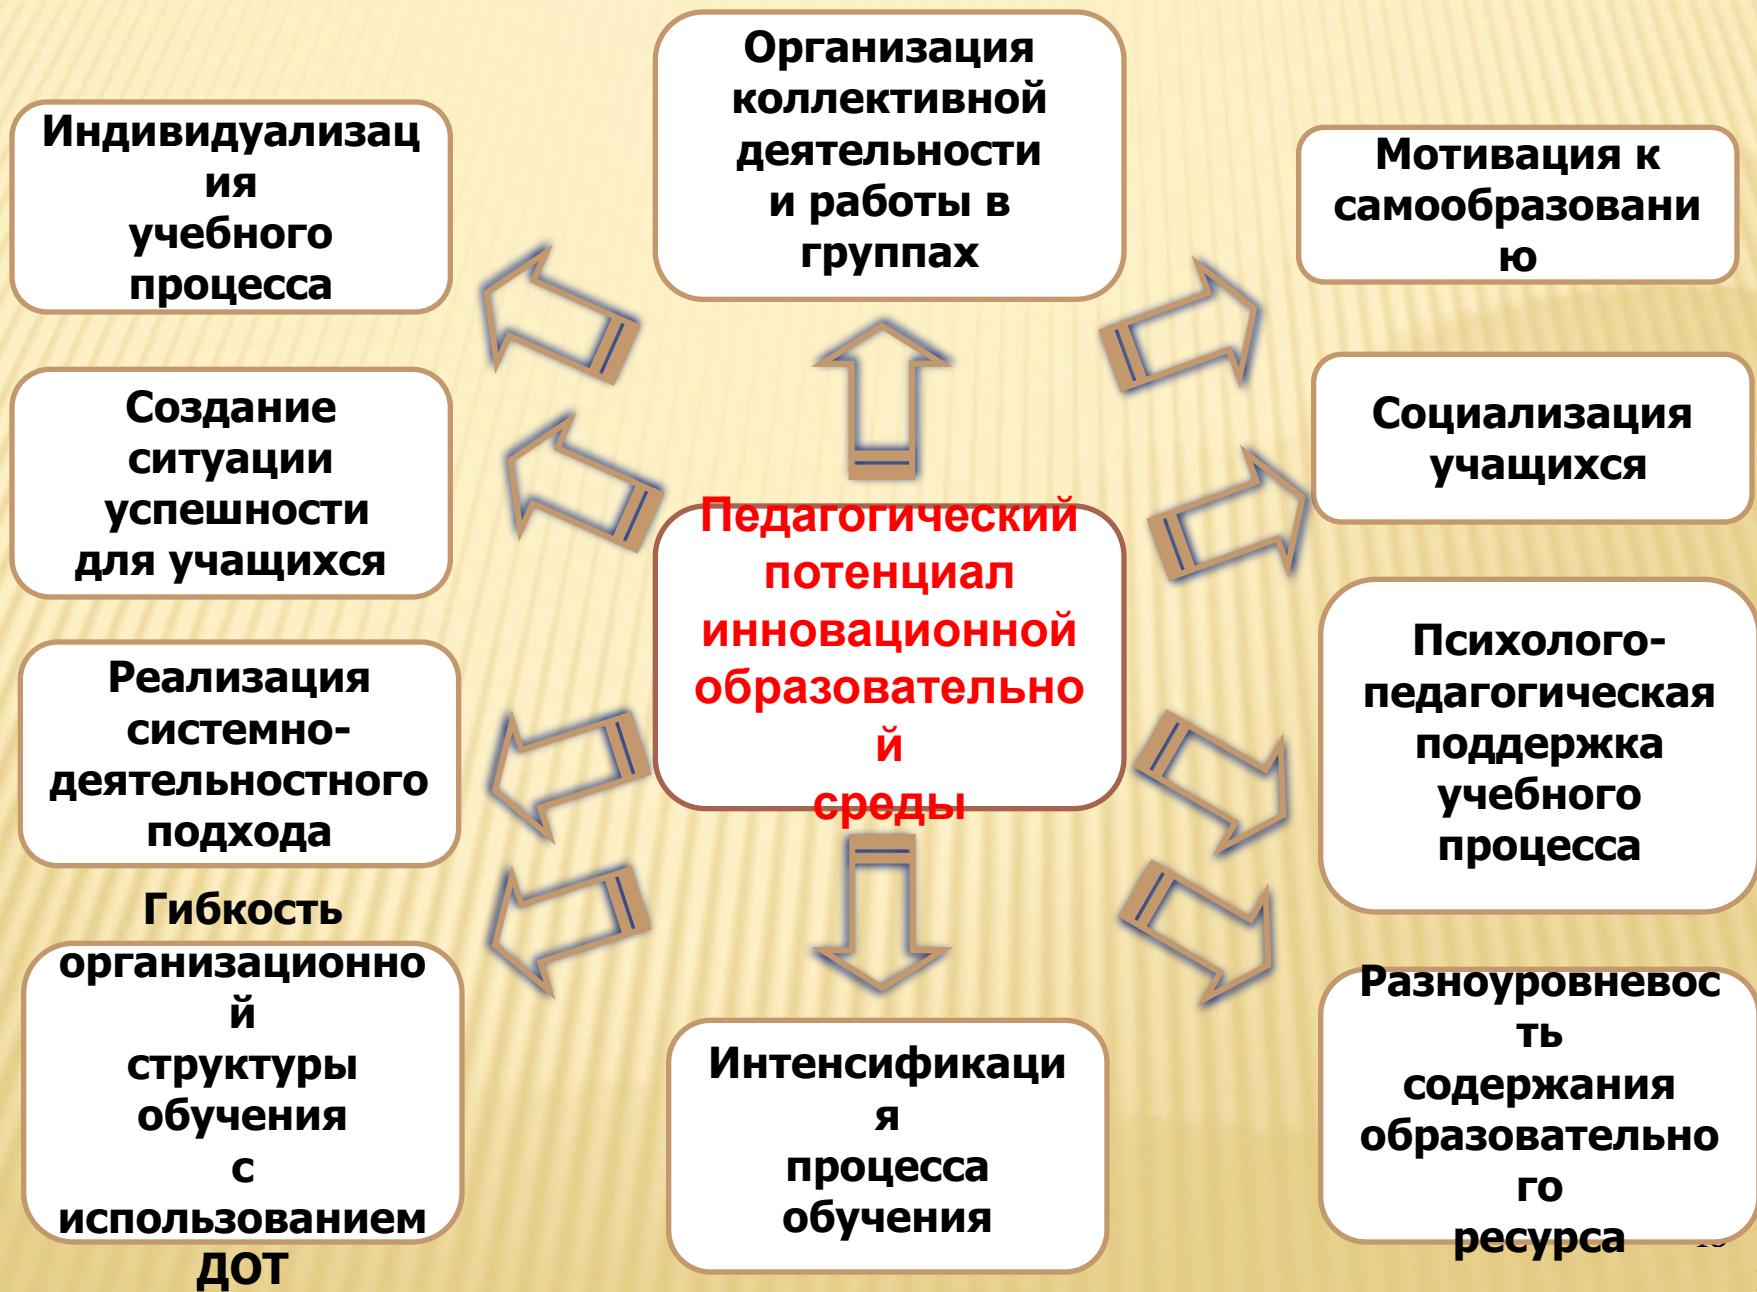 Организация
коллективной
деятельности
и работы в
группах
Индивидуализац
ия
учебного
процесса
Мотивация к
самообразовани
ю
Создание
ситуации
успешности
для учащихся
Социализация
учащихся
Педагогический
потенциал
инновационной
образовательно
й
среды
Реализация
системно-
деятельностного
подхода
Психолого-
педагогическая
поддержка
учебного
процесса
Гибкость
организационно
й
структуры
обучения
с
использованием
ДОТ
Интенсификаци
я
процесса
обучения
Разноуровневос
ть
содержания
образовательно
го
ресурса